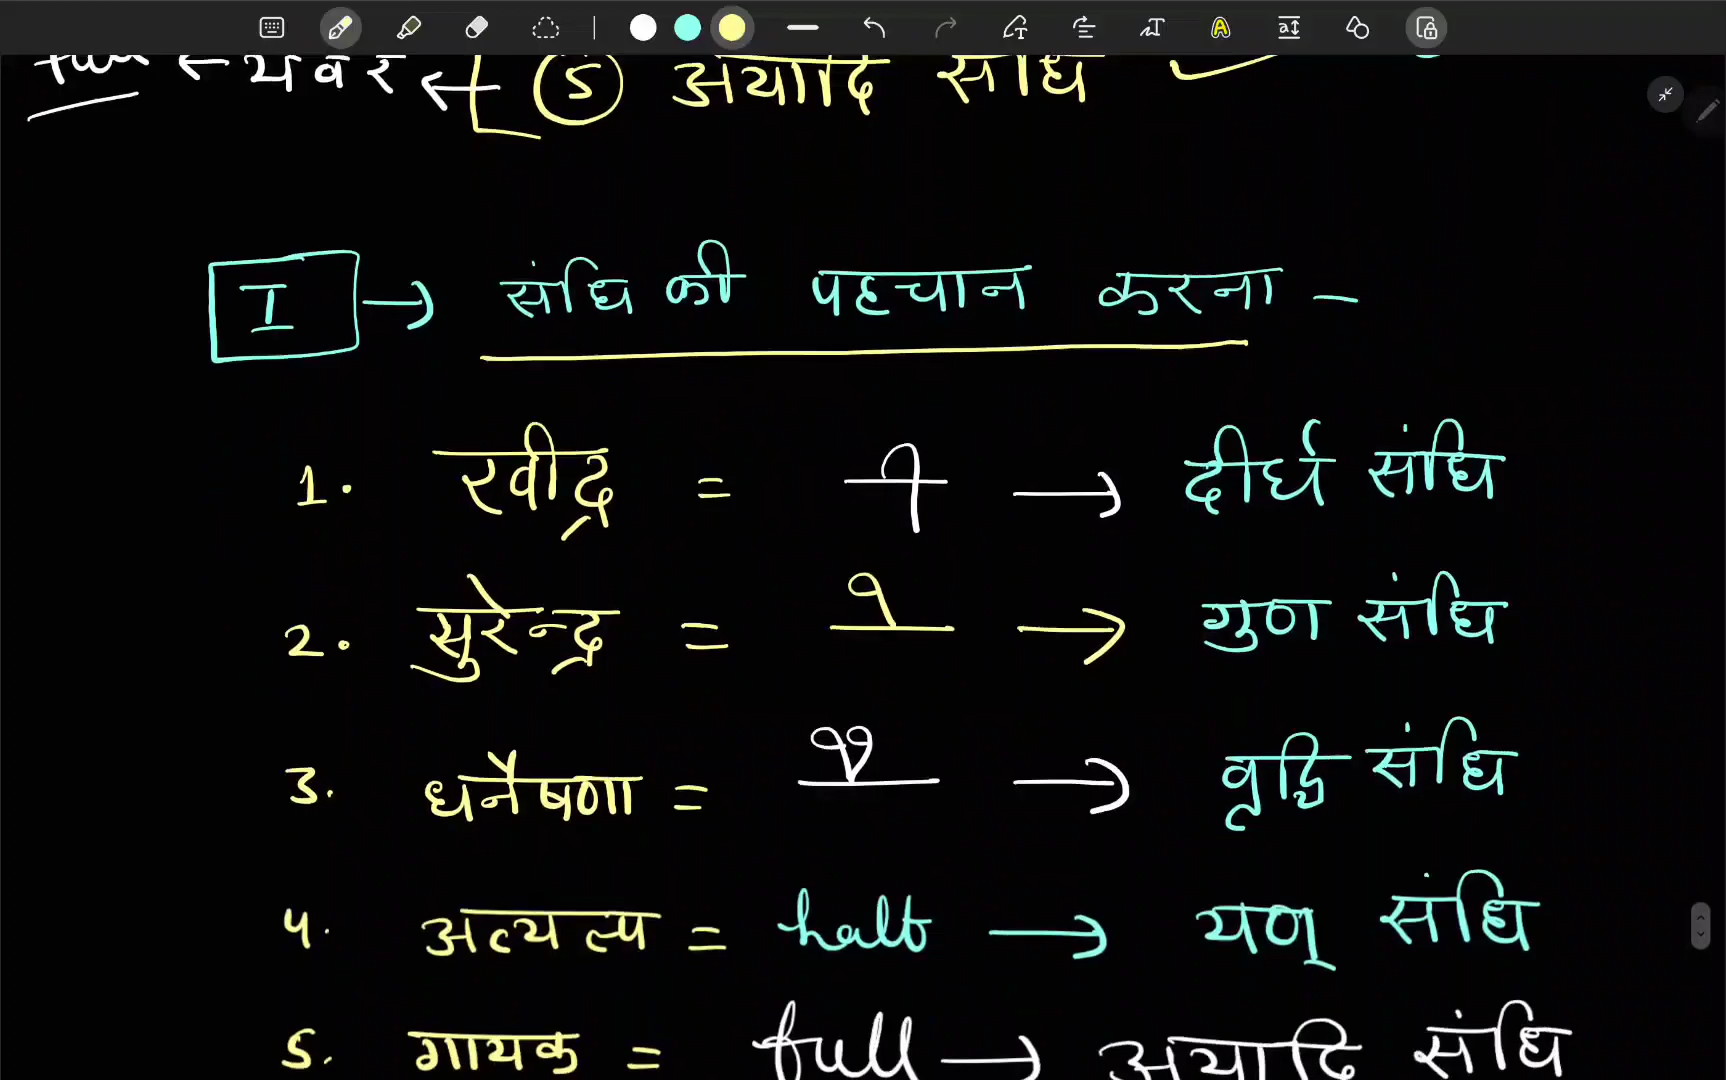 ← यवर ← (5) अयादि संधि
I → संधि की पहचान करना –
1. रवींद्र = ी → दीर्घ संधि
2. सुरेन्द्र = े → गुण संधि
3. धनैषणा = ै → वृद्धि संधि
4. अत्यल्प = half → यण् संधि
5. गायक = full → अयादि संधि